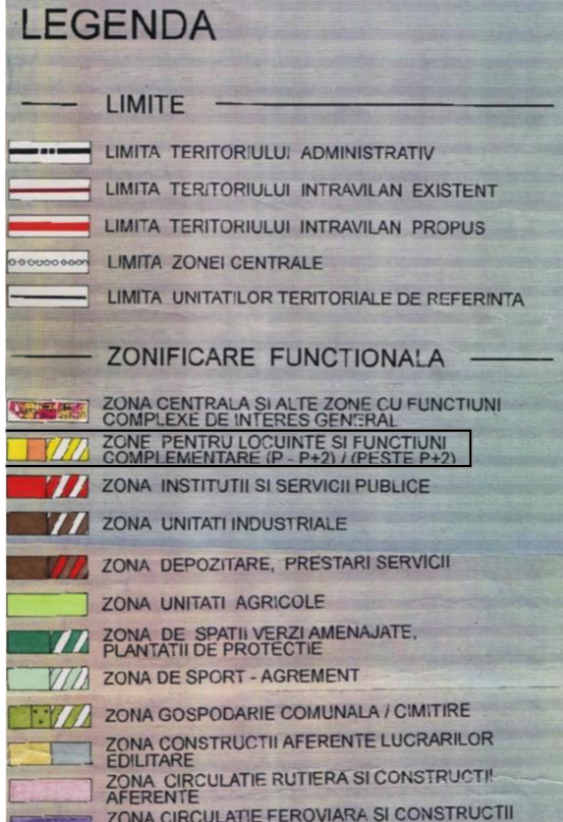 LEGENDA
LIMITE
LIMITA TERITORIULUI ADMINISTRATIV
LIMITA TERITORIULUI INTRAVILAN EXISTENT
LIMITA TERITORIULUI INTRAVILAN PROPUS
LIMITA ZONEI CENTRALE
LIMITA UNITATILOR TERITORIALE DE REFERINTA
ZONIFICARE FUNCTIONALA
ZONA CENTRALA SI ALTE ZONE CU FUNCTIUNI
COMPLEXE DE INTERES GENERAL
ZONE PENTRU LOCUINTE SI FUNCTIUNI
COMPLEMENTARE (P - P+2) / (PESTE P+2)
ZONA INSTITUTII SI SERVICII PUBLICE
ZONA UNITATI INDUSTRIALE
ZONA DEPOZITARE, PRESTARI SERVICII
ZONA UNITATI AGRICOLE
ZONA DE SPATII VERZI AMENAJATE,
PLANTATII DE PROTECTIE
ZONA DE SPORT - AGREMENT
ZONA GOSPODARIE COMUNALA / CIMITIRE
ZONA CONSTRUCTII AFERENTE LUCRARILOR
EDILITARE
ZONA CIRCULATIE RUTIERA SI CONSTRUCTII
AFERENTE
ZONA CIRCULATIE FEROVIARA SI CONSTRUCTII